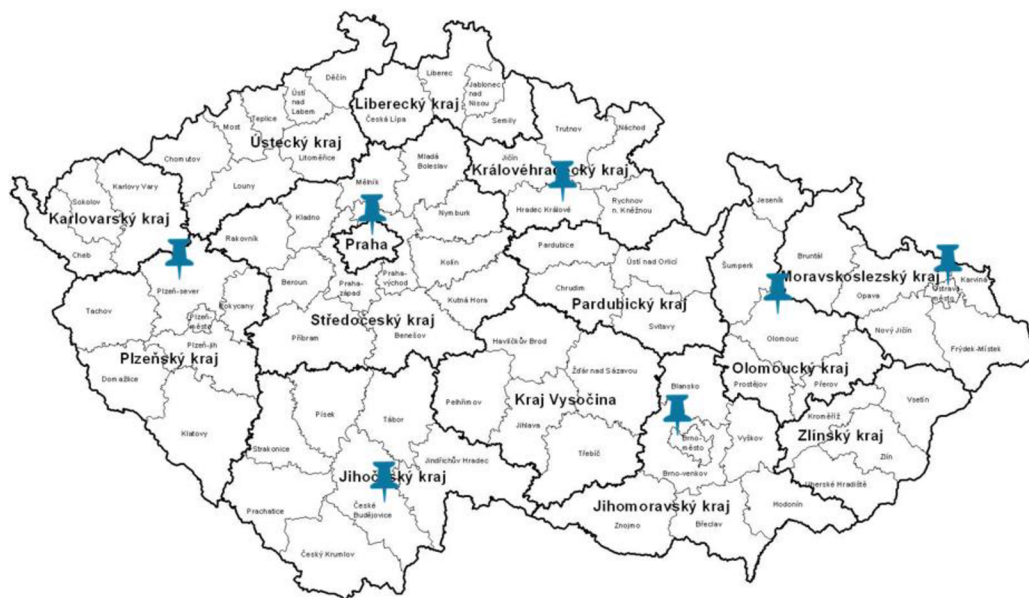 Děčín
Liberec
Ústí
nad
Labem
Jablonec
nad
Nisou
Liberecký kraj
Teplice
Most
Česká Lípa
Semily
Trutnov
Náchod
Ústecký kraj
Chomutov
Litoměřice
Mladá
Boleslav
Jičín
Královéhradecký kraj
Louny
Mělník
Karlovy Vary
Sokolov
Karlovarský kraj
Cheb
Kladno
Nymburk
Hradec Králové
Rychnov
n. Kněžnou
Jeseník
Rakovník
Praha
Pardubice
Bruntál
Kolín
Ústí nad Orlicí
Šumperk
Moravskoslezský kraj
Karviná
Ostrava-
město
Opava
Plzeň-sever
Beroun
Praha-
západ
Praha-
východ
Chrudim
Pardubický kraj
Tachov
Plzeň-
město
Kutná Hora
Středočeský kraj
Svitavy
Nový Jičín
Příbram
Benešov
Havlíčkův Brod
Olomouc
Frýdek-Místek
Plzeň-jih
Plzeňský kraj
Domažlice
Žďár nad Sázavou
Olomoucký kraj
Blansko
Prostějov
Přerov
Pelhřimov
Kraj Vysočina
Vsetín
Písek
Tábor
Kroměříž
Klatovy
Jihlava
Zlínský kraj
Strakonice
Třebíč
Brno-
město
Vyškov
Zlín
Jindřichův Hradec
Jihočeský kraj
Brno-venkov
Uherské Hradiště
Prachatice
České
Budějovice
Jihomoravský kraj
Hodonín
Znojmo
Břeclav
Český Krumlov